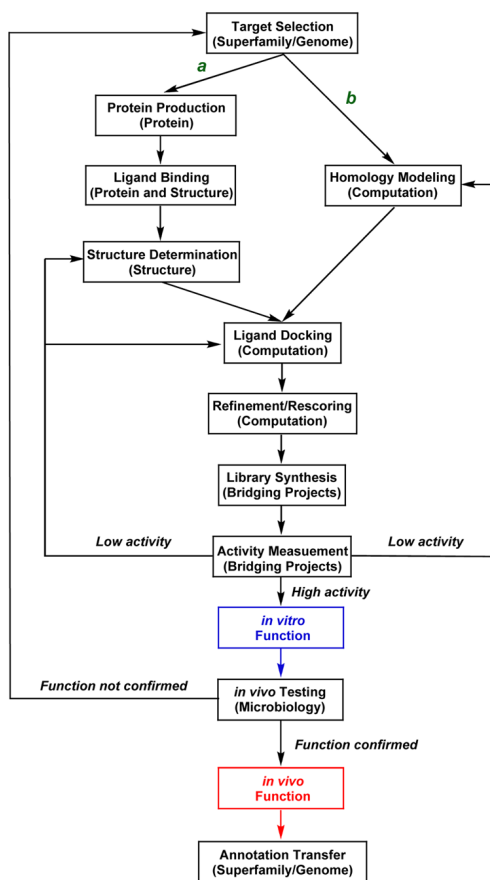 Target Selection
(Superfamily/Genome)
a
b
Protein Production
(Protein)
Ligand Binding
(Protein and Structure)
Homology Modeling
(Computation)
Structure Determination
(Structure)
Ligand Docking
(Computation)
Refinement/Rescoring
(Computation)
Library Synthesis
(Bridging Projects)
Low activity
Activity Measuement
(Bridging Projects)
Low activity
High activity
in vitro
Function
Function not confirmed
in vivo Testing
(Microbiology)
Function confirmed
in vivo
Function
Annotation Transfer
(Superfamily/Genome)